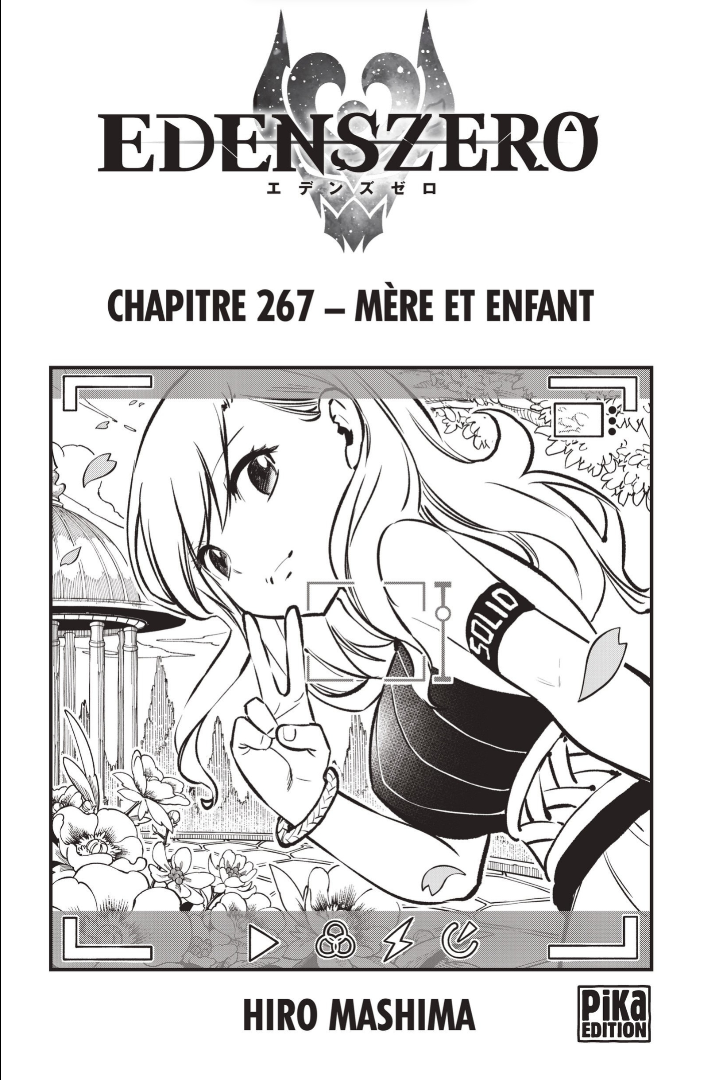 EDENSZERO
エデンズゼロ
CHAPITRE 267 – MÈRE ET ENFANT
SOLID
HIRO MASHIMA
PiKa
EDITION